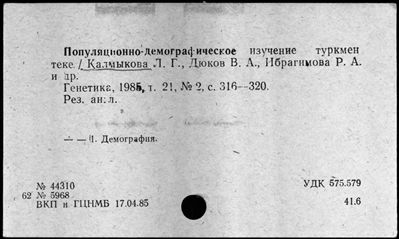 Популяционно-демографическое изучение туркмен
теке / Калмыкова Л. Г., Дюков В. А., Ибрагимова Р. А.
и др.
Генетика, 1985, т. 21, № 2, с. 316—320.
Рез. англ.
— — 1. Демография.
№ 44310
62 № 5968
ВКП и ГЦНМБ 17.04.85
УДК 575.579
41.6